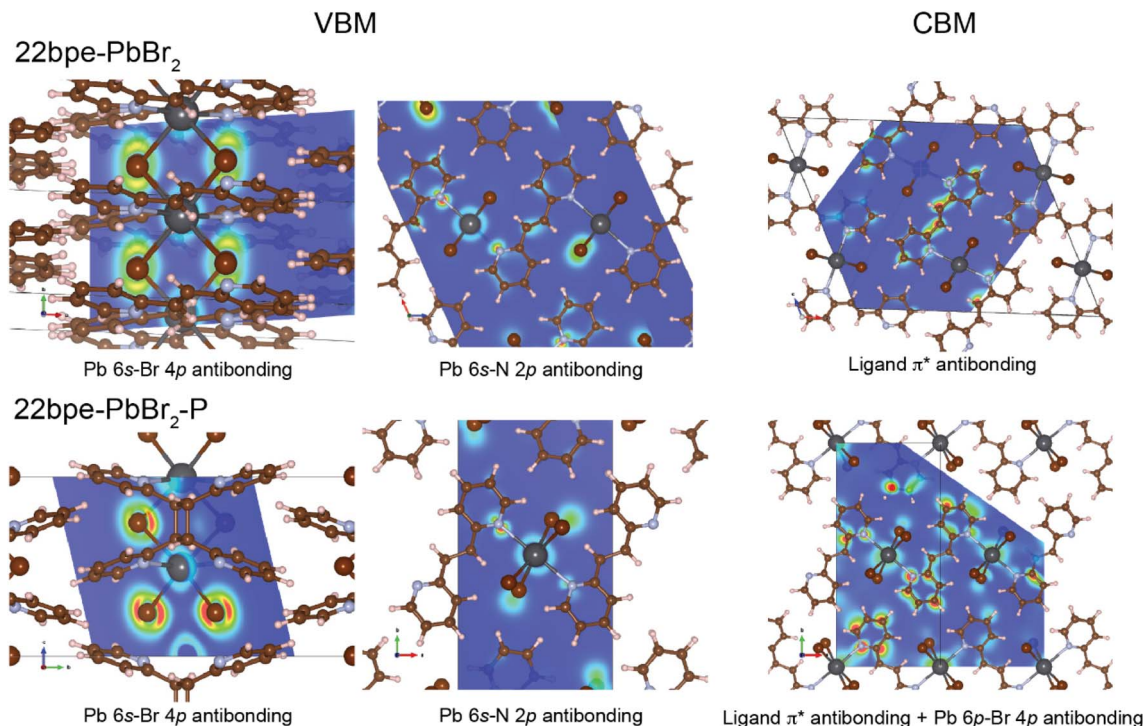 VBM CBM
22bpe-PbBr₂
Pb 6s-Br 4p antibonding Pb 6s-N 2p antibonding Ligand π* antibonding
22bpe-PbBr₂-P
Pb 6s-Br 4p antibonding Pb 6s-N 2p antibonding Ligand π* antibonding + Pb 6p-Br 4p antibonding